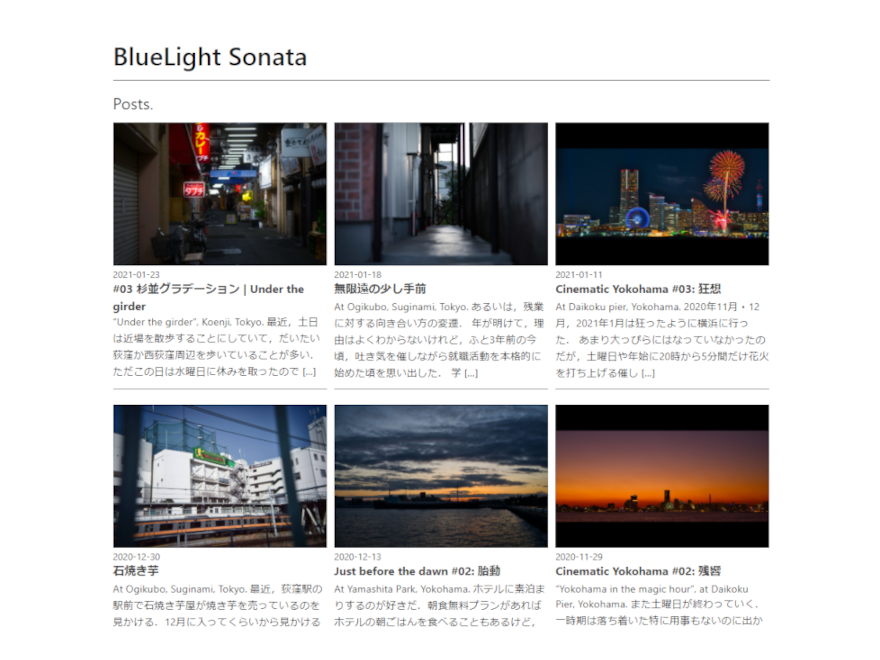 BlueLight Sonata
Posts.
カレー
2021-01-23
#03 杉並グラデーション | Under the
girder
"Under the girder", Koenji, Tokyo. 最近，土日
は近場を散歩することにしていて，だいたい
荻窪か西荻窪周辺を歩いていることが多い．
ただこの日は水曜日に休みを取ったので [...]
2021-01-18
無限遠の少し手前
At Ogikubo, Suginami, Tokyo. あるいは，残業
に対する向き合い方の変遷． 年が明けて，理
由はよくわからないけれど，ふと3年前の今
頃，吐き気を催しながら就職活動を本格的に
始めた頃を思い出した． 学 [...]
2021-01-11
Cinematic Yokohama #03: 狂想
At Daikoku pier, Yokohama. 2020年11月・12
月，2021年1月は狂ったように横浜に行っ
た． あまり大っぴらにはなっていなかったの
だが，土曜日や年始に20時から5分間だけ花火
を打ち上げる催し [...]
2020-12-30
石焼き芋
At Ogikubo, Suginami, Tokyo. 最近，荻窪駅の
駅前で石焼き芋屋が焼き芋を売っているのを
見かける．12月に入ってくらいから見かける
2020-12-13
Just before the dawn #02: 胎動
At Yamashita Park, Yokohama. ホテルに素泊ま
りするのが好きだ．朝食無料プランがあれば
ホテルの朝ごはんを食べることもあるけど，
2020-11-29
Cinematic Yokohama #02: 残響
"Yokohama in the magic hour", at Daikoku
Pier, Yokohama. また土曜日が終わっていく．
一時期は落ち着いた特に用事もないのに出か